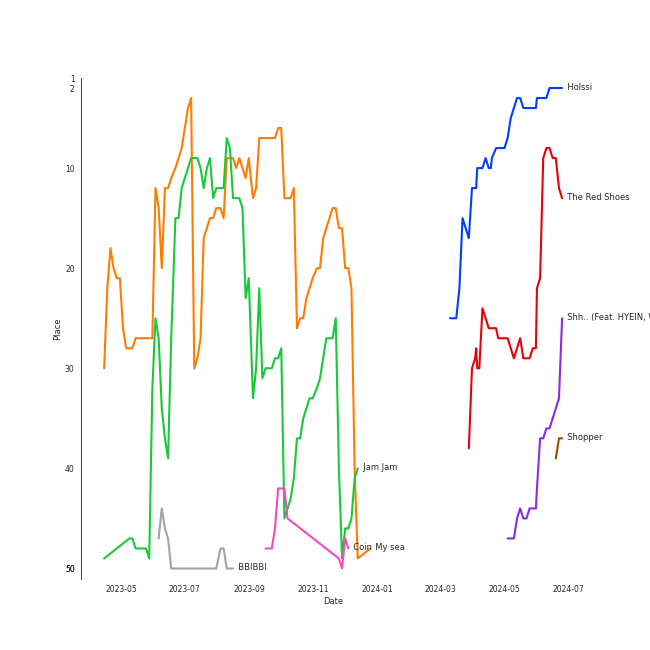 1
2
10
20
30
40
50
Place
Holssi
The Red Shoes
Shh.. (Feat. HYEIN, W
Shopper
Jam Jam
Coin My sea
BBIBBI
2023-05 2023-07 2023-09 2023-11 2024-01 2024-03 2024-05 2024-07
Date